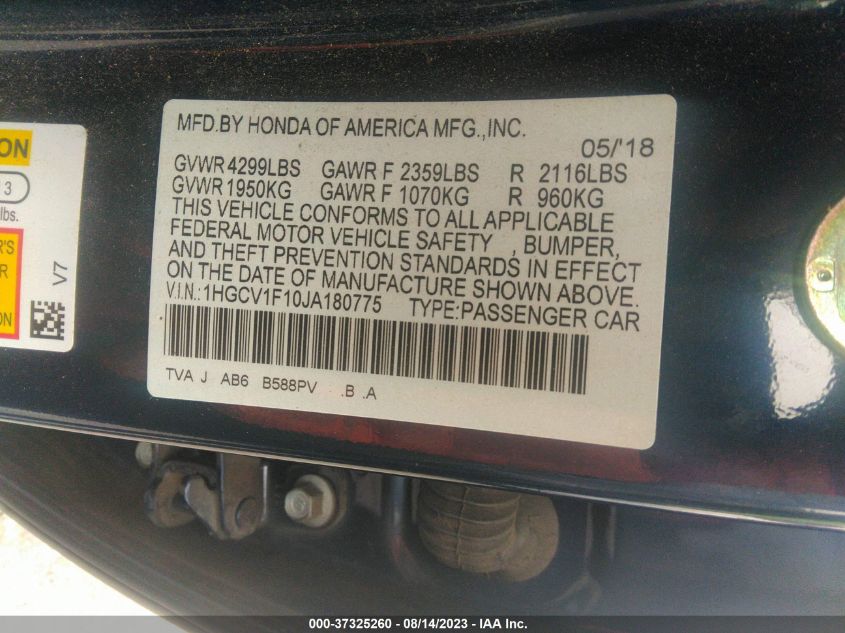 MFD.BY HONDA OF AMERICA MFG.,INC.
05/'18
GVWR 4299LBS GAWR F 2359LBS R 2116LBS
GVWR 1950KG GAWR F 1070KG R 960KG
THIS VEHICLE CONFORMS TO ALL APPLICABLE
FEDERAL MOTOR VEHICLE SAFETY , BUMPER,
AND THEFT PREVENTION STANDARDS IN EFFECT
ON THE DATE OF MANUFACTURE SHOWN ABOVE.
V.I.N.:1HGCV1F10JA180775 TYPE:PASSENGER CAR
TVA J AB6 B588PV .B .A
ON
3
lbs.
R'S
R
V7
000-37325260 - 08/14/2023 - IAA Inc.